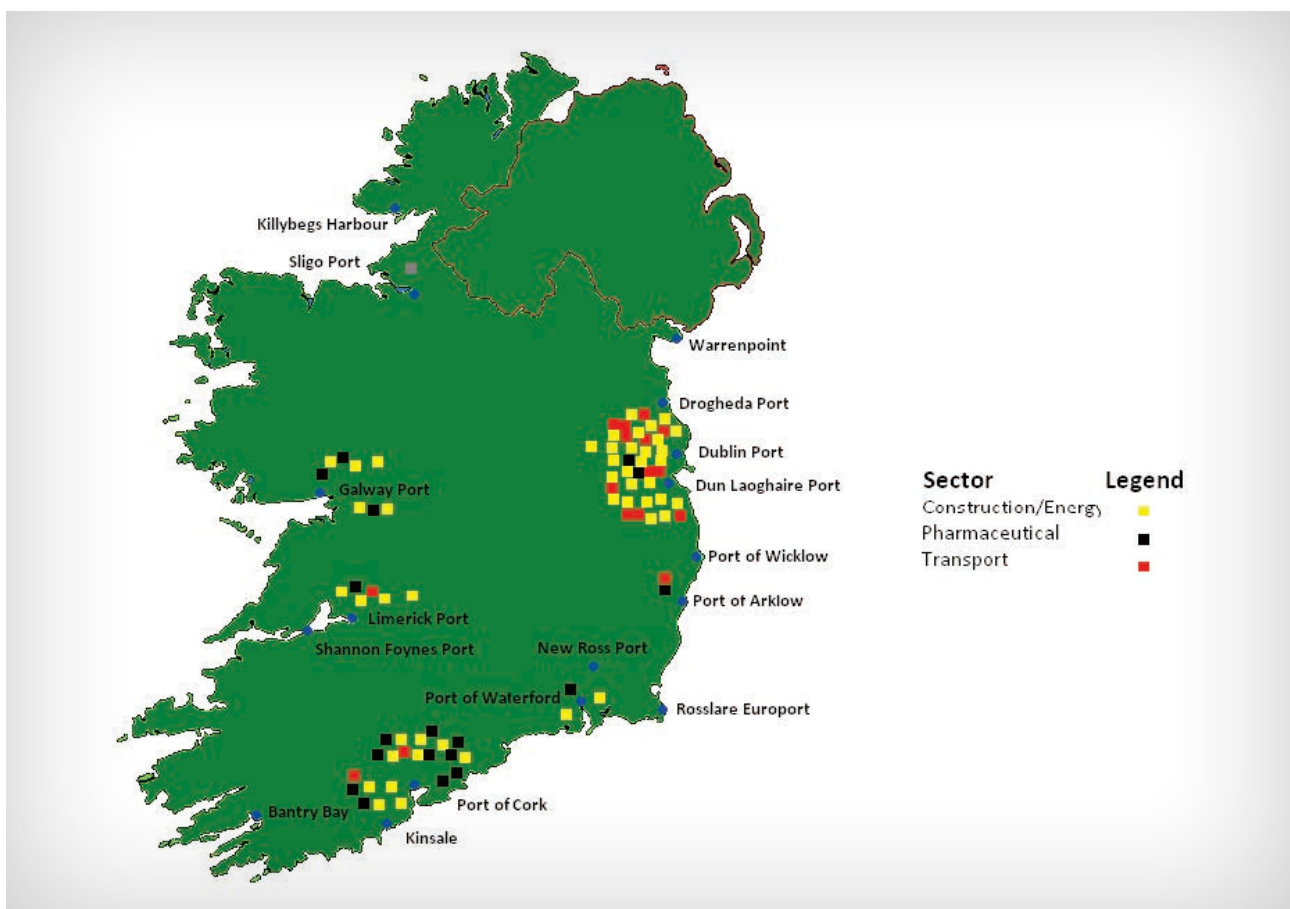 Killybegs Harbour
Sligo Port
Warrenpoint
Drogheda Port
Dublin Port
Galway Port
Dun Laoghaire Port
Sector Legend
Construction/Energy
Pharmaceutical
Transport
Port of Wicklow
Port of Arklow
Limerick Port
Shannon Foynes Port
New Ross Port
Port of Waterford
Rosslare Europort
Port of Cork
Bantry Bay
Kinsale